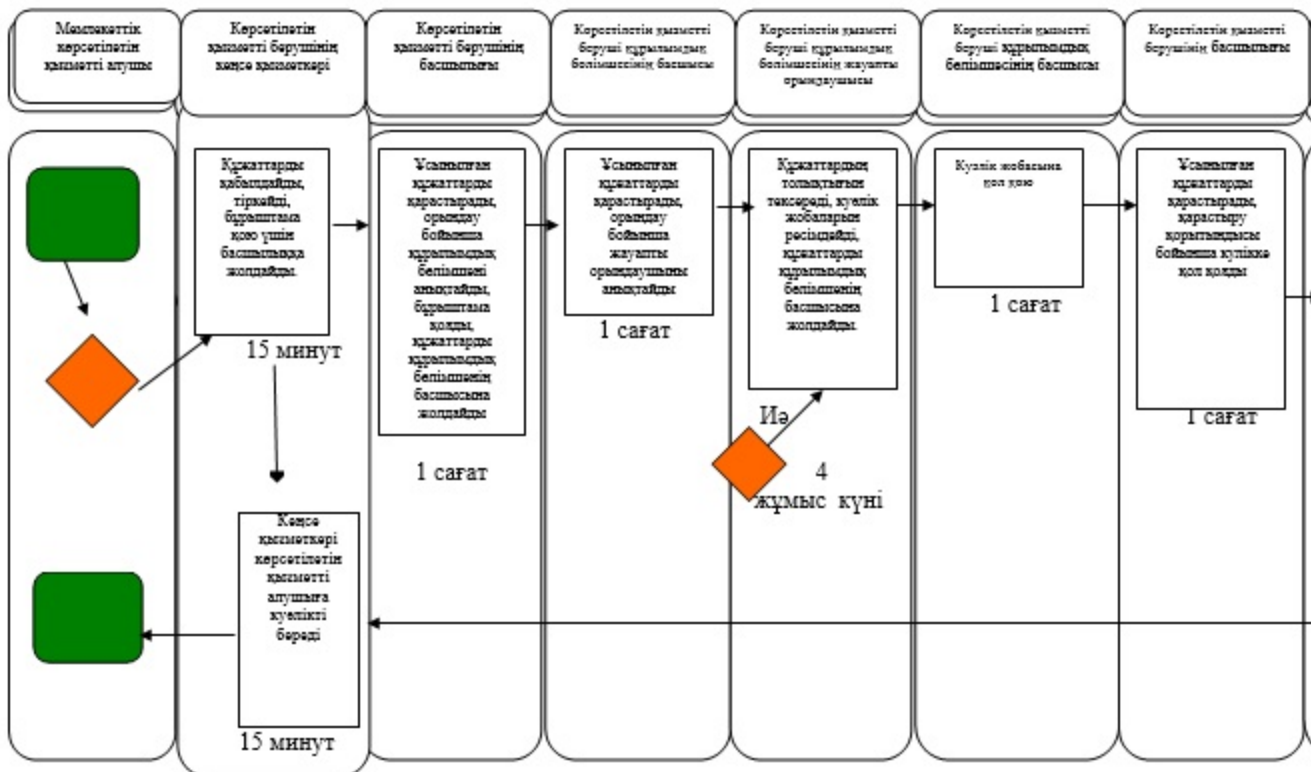 Мемлекеттік
көрсетілетін
қызметті алушы
Көрсетілетін
қызметті берушінің
кеңсе қызметкері
Көрсетілетін
қызметті берушінің
басшылығы
Көрсетілетін қызметті
беруші құрылымдық
бөлімшесінің басшысы
Көрсетілетін қызметті
беруші құрылымдық
бөлімшесінің жауапты
орындаушысы
Көрсетілетін қызметті
беруші құрылымдық
бөлімшесінің басшысы
Көрсетілетін қызметті
берушінің басшылығы
Құжаттарды
қабылдайды,
тіркейді,
бұрыштама
қою үшін
басшылыққа
жолдайды.
15 минут
Ұсынылған
құжаттарды
қарастырады,
орындау
бойынша
құрылымдық
бөлімшені
анықтайды,
бұрыштама
қояды,
құжаттарды
құрылымдық
бөлімшенің
басшысына
жолдайды
1 сағат
Ұсынылған
құжаттарды
қарастырады,
орындау
бойынша
жауапты
орындаушыны
анықтайды
1 сағат
Құжаттардың
толықтығын
тексереді, куәлік
жобаларын
ресімдейді,
құжаттарды
құрылымдық
бөлімшенің
басшысына
жолдайды.
Иә
4
жұмыс күні
Куәлік жобасына
қол қою
1 сағат
Ұсынылған
құжаттарды
қарастырады,
қарастыру
қорытындысы
бойынша кулікке
қол қояды
1 сағат
Кеңсе
қызметкері
көрсетілетін
қызметті
алушыға
куәлікті
береді
15 минут